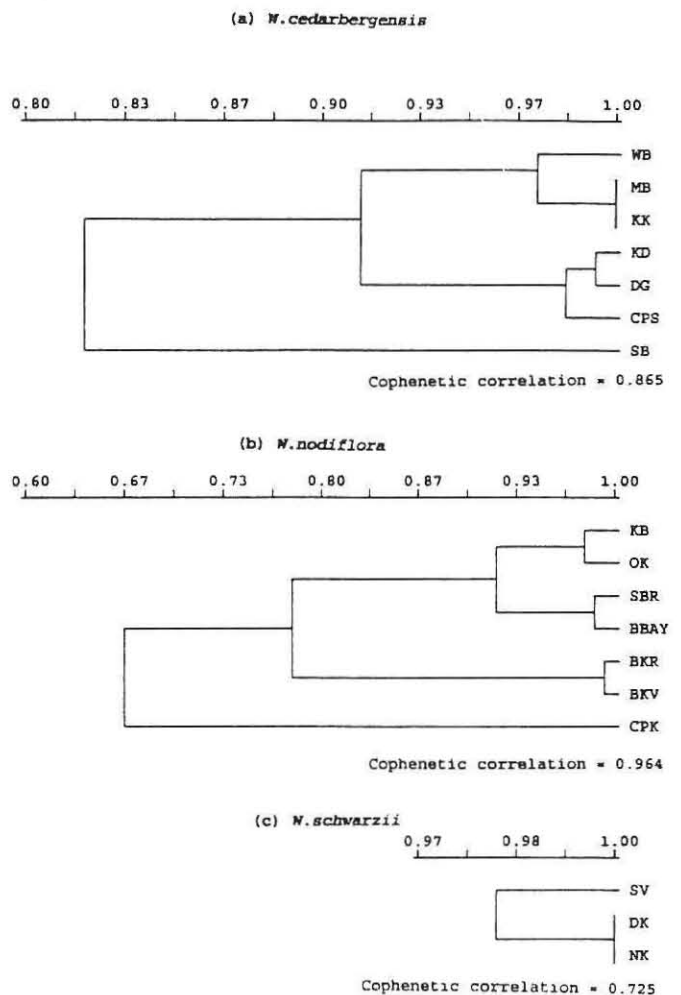 (a) W.cedarbergensis
0.80 0.83 0.87 0.90 0.93 0.97 1.00
WB
MB
KK
KD
DG
CPS
SB
Cophenetic correlation = 0.865
(b) W.nodiflora
0.60 0.67 0.73 0.80 0.87 0.93 1.00
KB
OK
SBR
BBAY
BKR
BKV
CPK
Cophenetic correlation = 0.964
(c) W.schwarzii
0.97 0.98 1.00
SV
DK
NK
Cophenetic correlation = 0.725